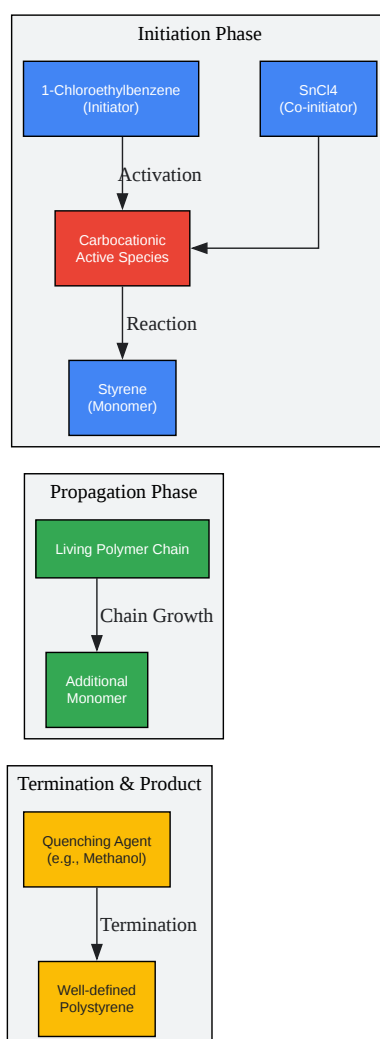 Initiation Phase
1-Chloroethylbenzene
(Initiator)
SnCl4
(Co-initiator)
Activation
Carbocationic
Active Species
Reaction
Styrene
(Monomer)
Propagation Phase
Living Polymer Chain
Chain Growth
Additional
Monomer
Termination & Product
Quenching Agent
(e.g., Methanol)
Termination
Well-defined
Polystyrene